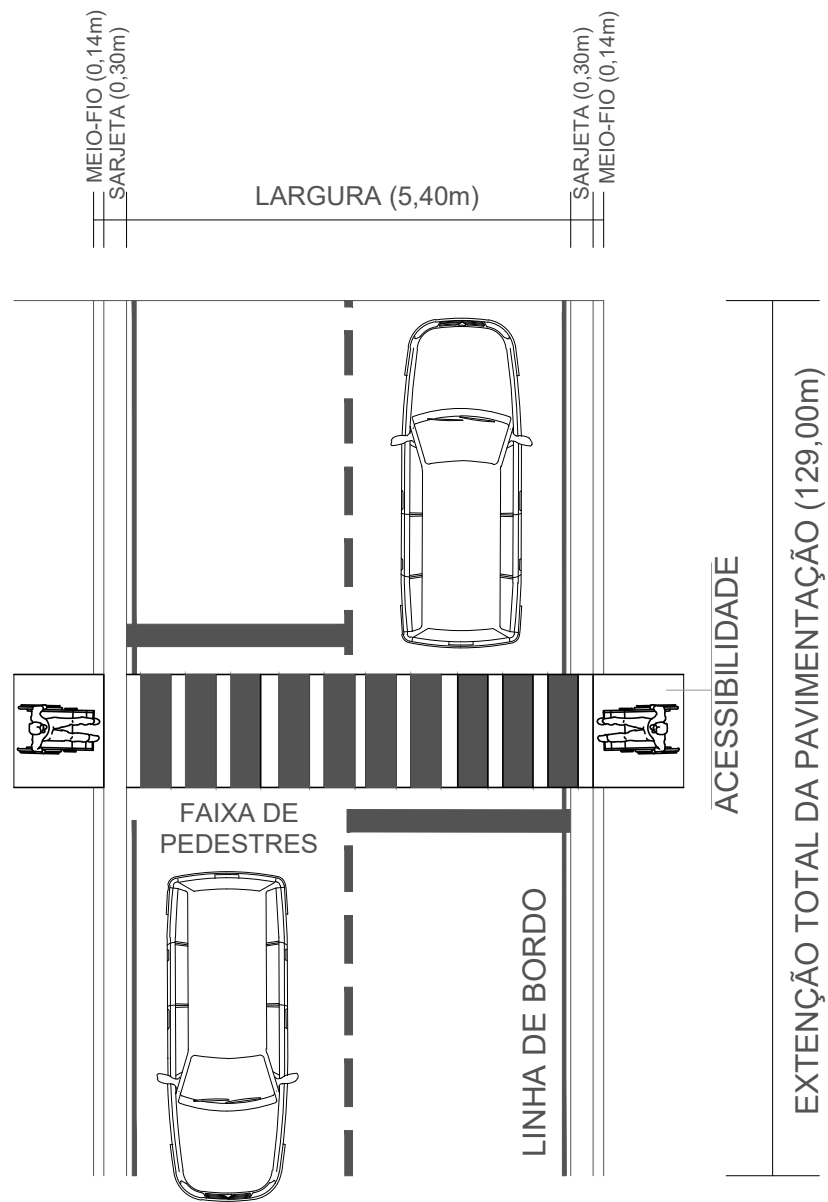 MEIO-FIO (0,14m)
SARJETA (0,30m)
LARGURA (5,40m)
SARJETA (0,30m)
MEIO-FIO (0,14m)
FAIXA DE
PEDESTRES
LINHA DE BORDO
ACESSIBILIDADE
EXTENÇÃO TOTAL DA PAVIMENTAÇÃO (129,00m)